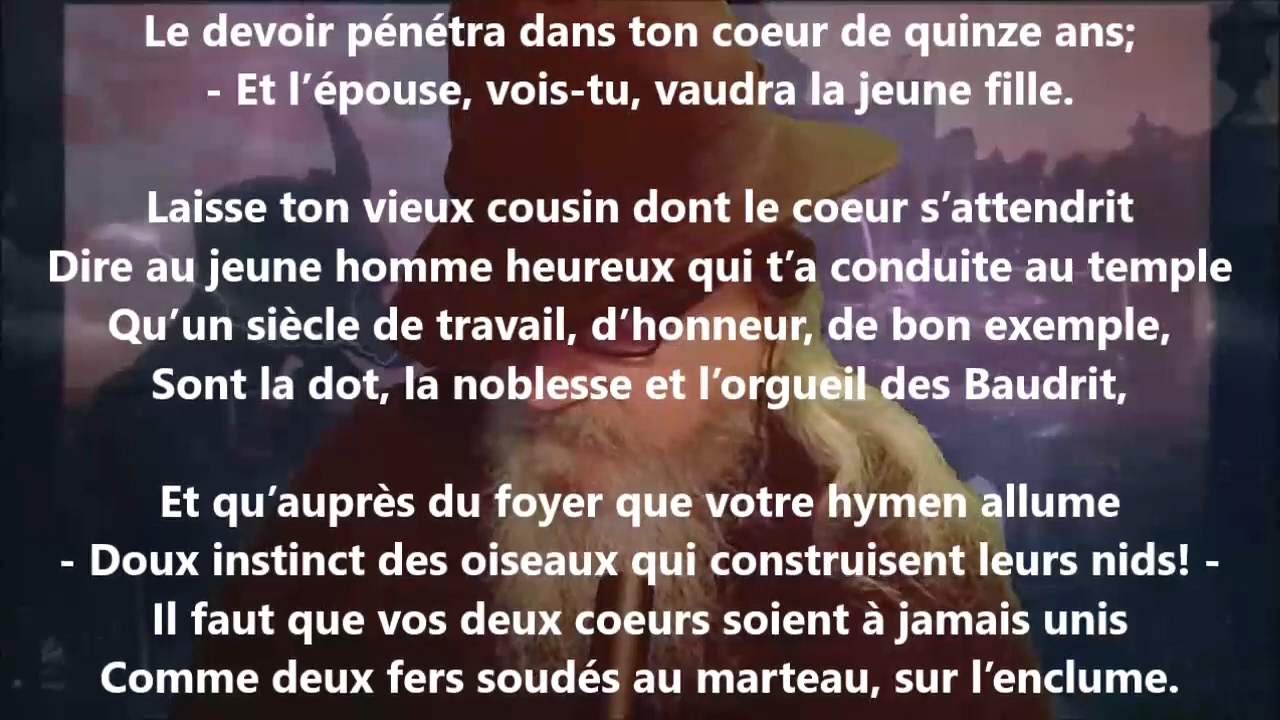 Le devoir pénétra dans ton coeur de quinze ans;
- Et l’épouse, vois-tu, vaudra la jeune fille.
Laisse ton vieux cousin dont le coeur s’attendrit
Dire au jeune homme heureux qui t’a conduite au temple
Qu’un siècle de travail, d’honneur, de bon exemple,
Sont la dot, la noblesse et l’orgueil des Baudrit,
Et qu’auprès du foyer que votre hymen allume
- Doux instinct des oiseaux qui construisent leurs nids! -
Il faut que vos deux coeurs soient à jamais unis
Comme deux fers soudés au marteau, sur l’enclume.